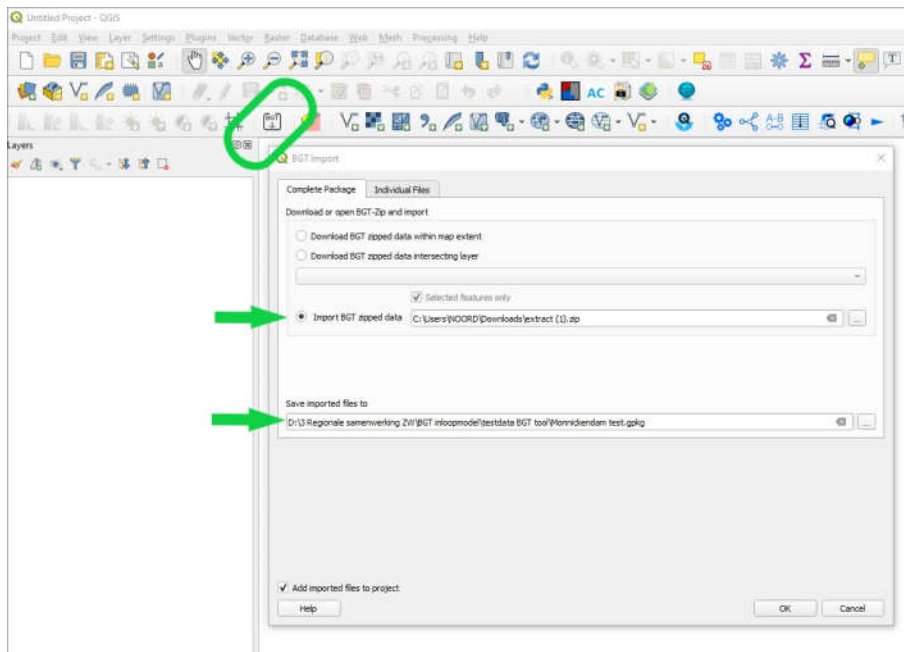 Untitled Project - QGIS
Project Edit View Layer Settings Plugins Vector Raster Database Web Mesh Processing Help
AC
BGT
A-B
Layers
BGT Import
Complete Package Individual Files
Download or open BGT-Zip and import
Download BGT zipped data within map extent
Download BGT zipped data intersecting layer
Selected features only
Import BGT zipped data C:\Users\NOORD\Downloads\extract (1).zip ...
Save imported files to
D:\3 Regionale samenwerking ZW\BGT inloopmodel\testdata BGT tool\Monnickendam test.gpkg ...
Add imported files to project
Help OK Cancel